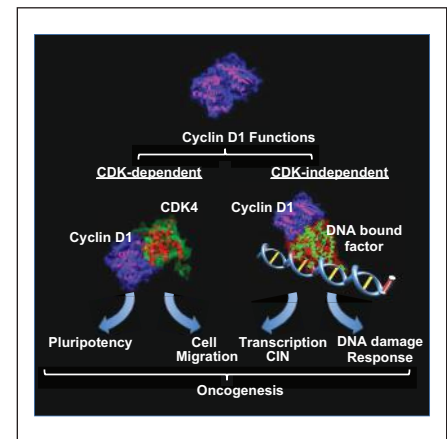 Cyclin D1 Functions
CDK-dependent
CDK-independent
CDK4
Cyclin D1
Cyclin D1
DNA bound
factor
Pluripotency
Cell
Migration
Transcription
CIN
DNA damage
Response
Oncogenesis